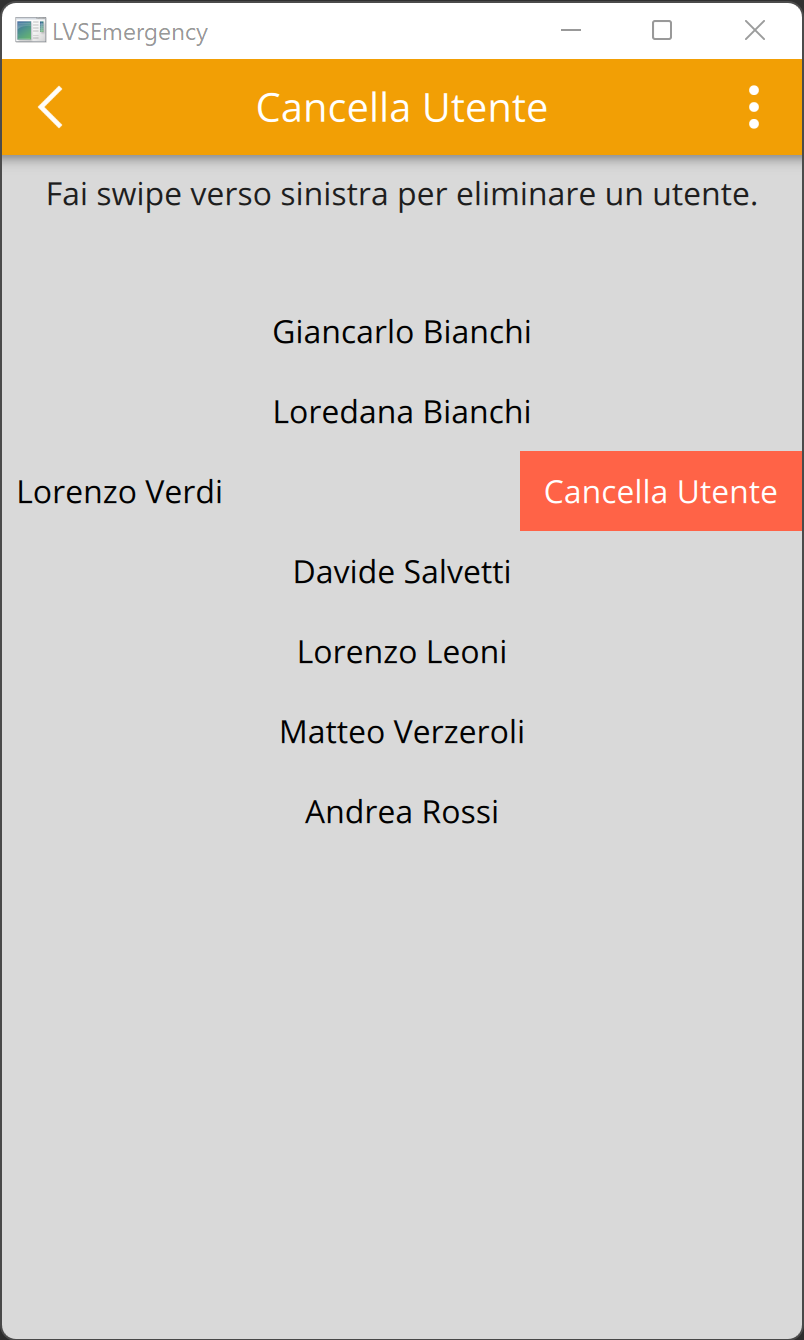 LVSEmergency
Cancella Utente
Fai swipe verso sinistra per eliminare un utente.
Giancarlo Bianchi
Loredana Bianchi
Lorenzo Verdi Cancella Utente
Davide Salvetti
Lorenzo Leoni
Matteo Verzeroli
Andrea Rossi